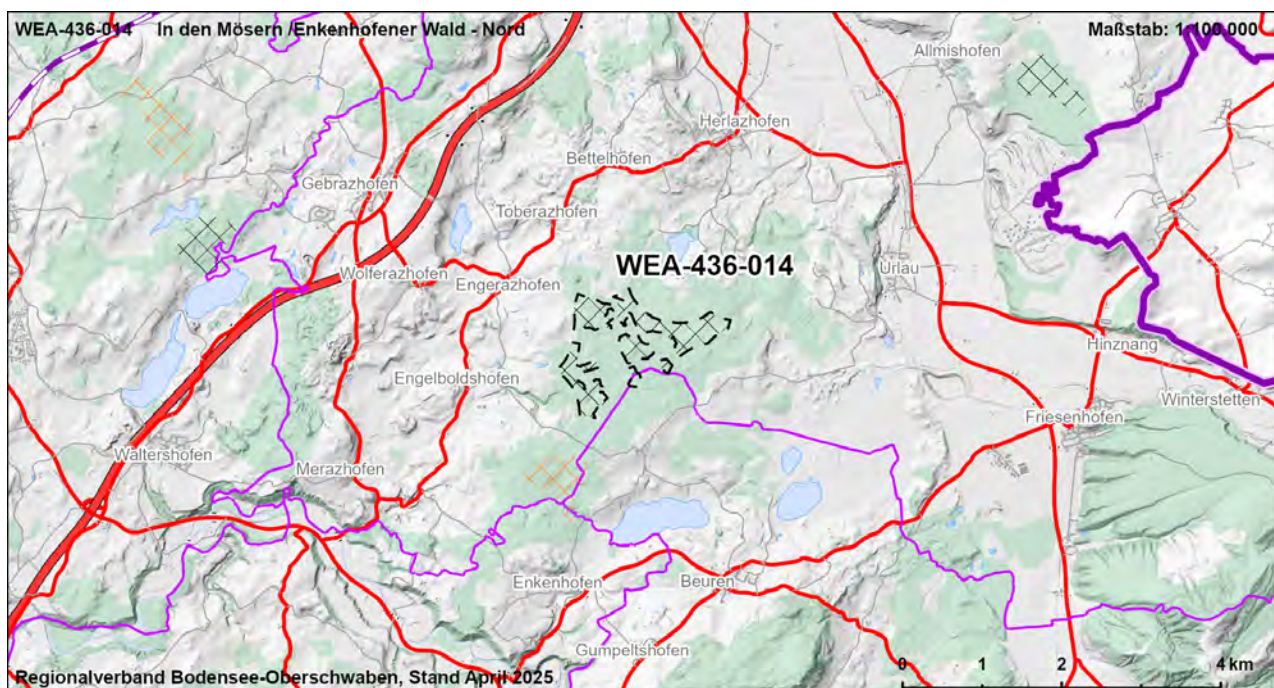 WEA-436-014 In den Mösern /Enkenhofener Wald - Nord
Maßstab: 1:100.000
Allmishofen
Herlazhofen
Bettelhofen
Gebrazhofen
Toberazhofen
WEA-436-014
Urlau
Wolferazhofen
Engerazhofen
Hinznang
Engelboldshofen
Winterstetten
Friesenhofen
Waltershofen
Merazhofen
Enkenhofen
Beuren
Gumpeltshofen
0 1 2 4 km
Regionalverband Bodensee-Oberschwaben, Stand April 2025